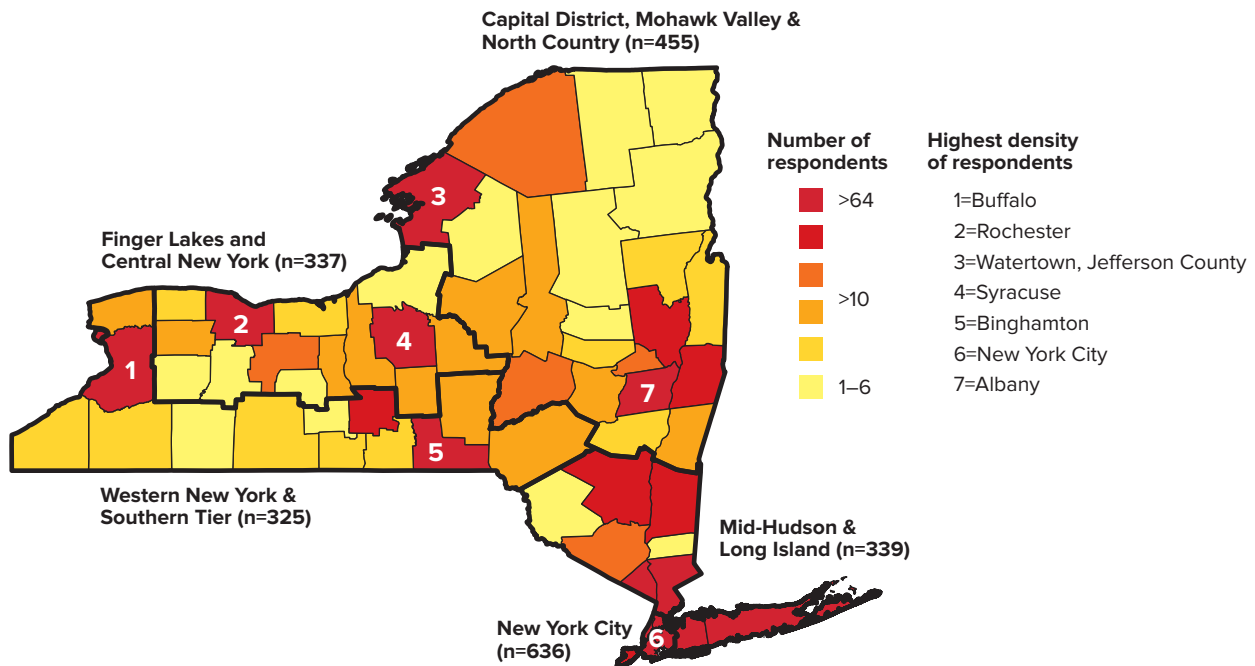 Capital District, Mohawk Valley &
North Country (n=455)
Number of
respondents
>64
>10
1–6
Highest density
of respondents
1=Buffalo
2=Rochester
3=Watertown, Jefferson County
4=Syracuse
5=Binghamton
6=New York City
7=Albany
3
Finger Lakes and
Central New York (n=337)
2
4
1
7
5
Western New York &
Southern Tier (n=325)
Mid-Hudson &
Long Island (n=339)
New York City
(n=636)
6